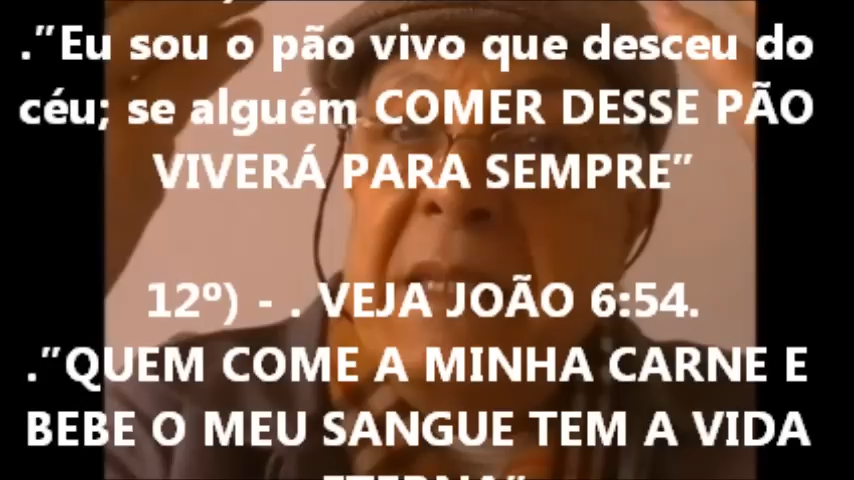 ."Eu sou o pão vivo que desceu do
céu; se alguém COMER DESSE PÃO
VIVERÁ PARA SEMPRE"
12º) - . VEJA JOÃO 6:54.
."QUEM COME A MINHA CARNE E
BEBE O MEU SANGUE TEM A VIDA
ETERNA"